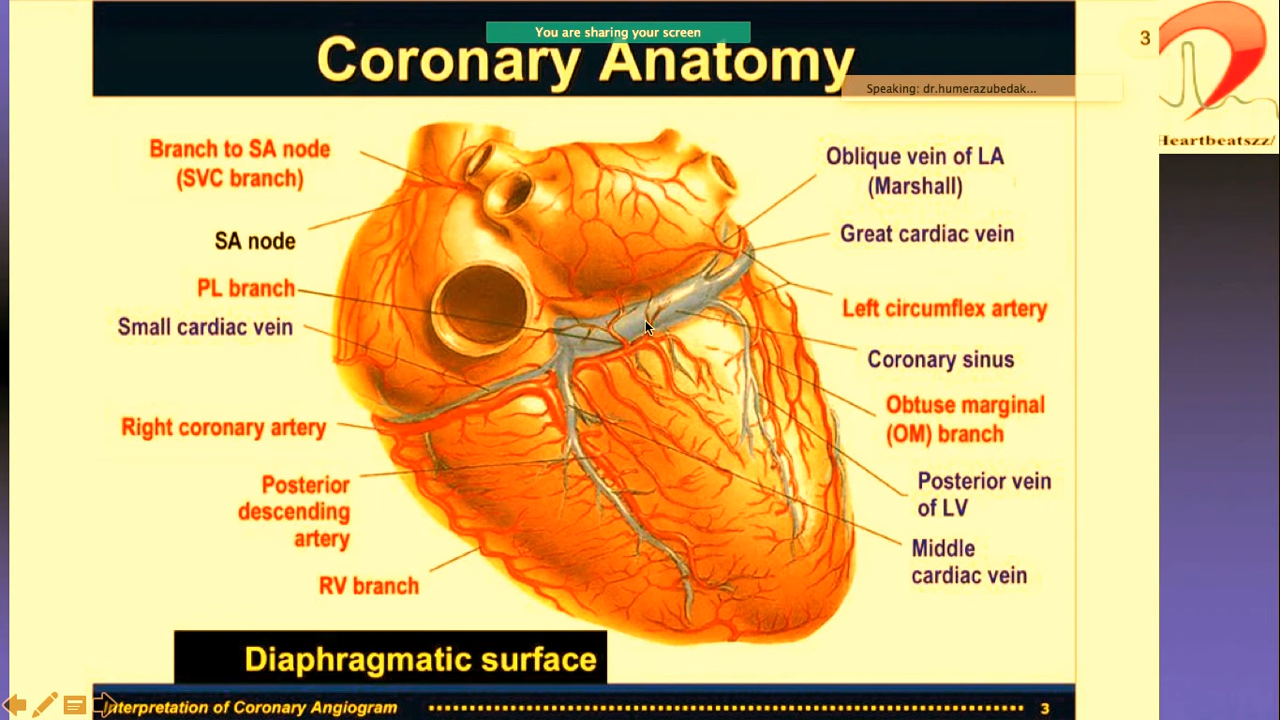 You are sharing your screen
Coronary Anatomy
3
Speaking: dr.humerazubedak...
Heartbeatszz/
Branch to SA node
(SVC branch)
SA node
PL branch
Small cardiac vein
Right coronary artery
Posterior
descending
artery
RV branch
Oblique vein of LA
(Marshall)
Great cardiac vein
Left circumflex artery
Coronary sinus
Obtuse marginal
(OM) branch
Posterior vein
of LV
Middle
cardiac vein
Diaphragmatic surface
Interpretation of Coronary Angiogram
3